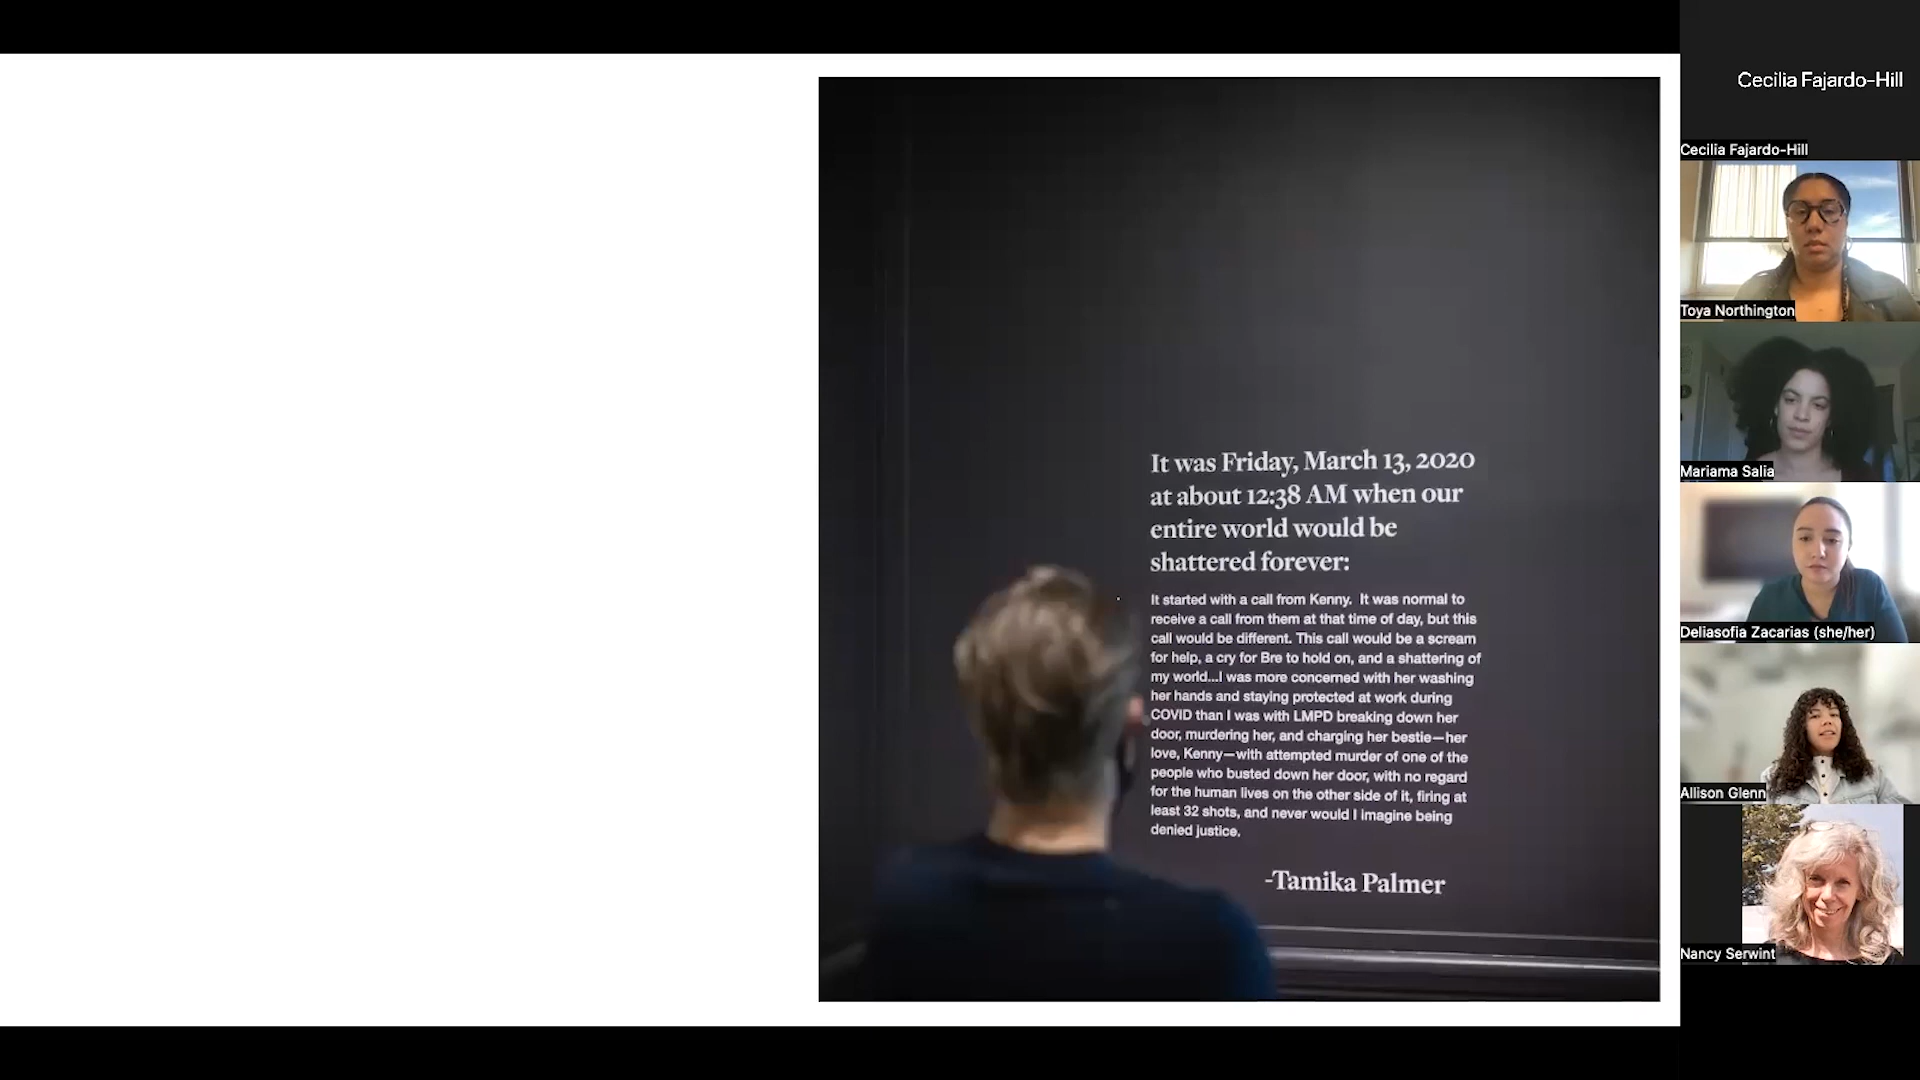 It was Friday, March 13, 2020
at about 12:38 AM when our
entire world would be
shattered forever:
It started with a call from Kenny. It was normal to
receive a call from them at that time of day, but this
call would be different. This call would be a scream
for help, a cry for Bre to hold on, and a shattering of
my world...I was more concerned with her washing
her hands and staying protected at work during
COVID than I was with LMPD breaking down her
door, murdering her, and charging her bestie—her
love, Kenny—with attempted murder of one of the
people who busted down her door, with no regard
for the human lives on the other side of it, firing at
least 32 shots, and never would I imagine being
denied justice.
-Tamika Palmer
Cecilia Fajardo-Hill
Cecilia Fajardo-Hill
Toya Northington
Mariama Salia
Deliasofia Zacarias (she/her)
Allison Glenn
Nancy Serwint